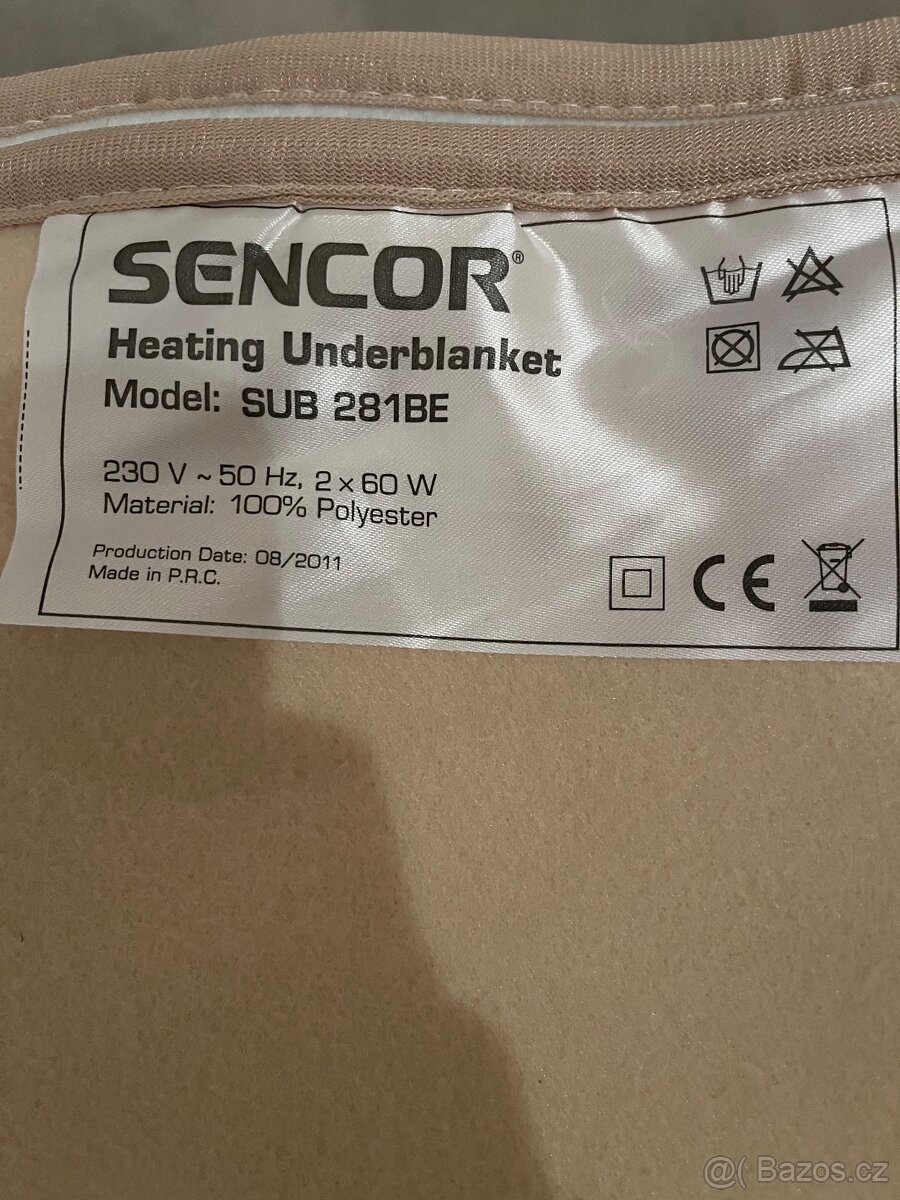 SENCOR®
Heating Underblanket
Model: SUB 281BE
230 V ~ 50 Hz, 2 x 60 W
Material: 100% Polyester
Production Date: 08/2011
Made in P.R.C.
CE
@( Bazos.cz